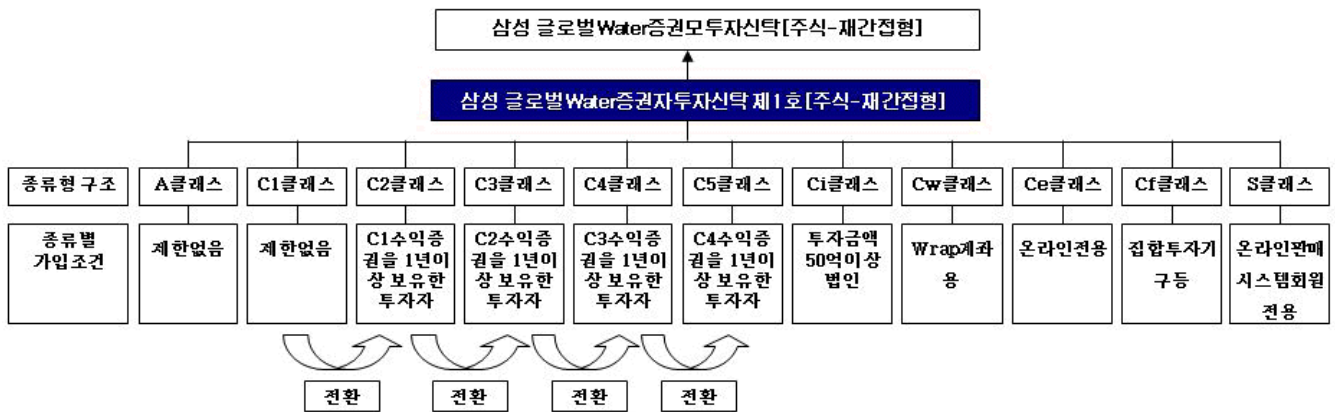 삼성 글로벌Water증권모투자신탁[주식-재간접형]
삼성 글로벌Water증권자투자신탁 제1호[주식-재간접형]
종류형 구조
A클래스
C1클래스
C2클래스
C3클래스
C4클래스
C5클래스
Ci클래스
Cw클래스
Ce클래스
Cf클래스
S클래스
종류별
가입조건
제한없음
제한없음
C1수익증
권을 1년이
상 보유한
투자자
C2수익증
권을 1년이
상 보유한
투자자
C3수익증
권을 1년이
상 보유한
투자자
C4수익증
권을 1년이
상 보유한
투자자
투자금액
50억이상
법인
Wrap계좌
용
온라인전용
집합투자기
구등
온라인판매
시스템회원
전용
전환
전환
전환
전환